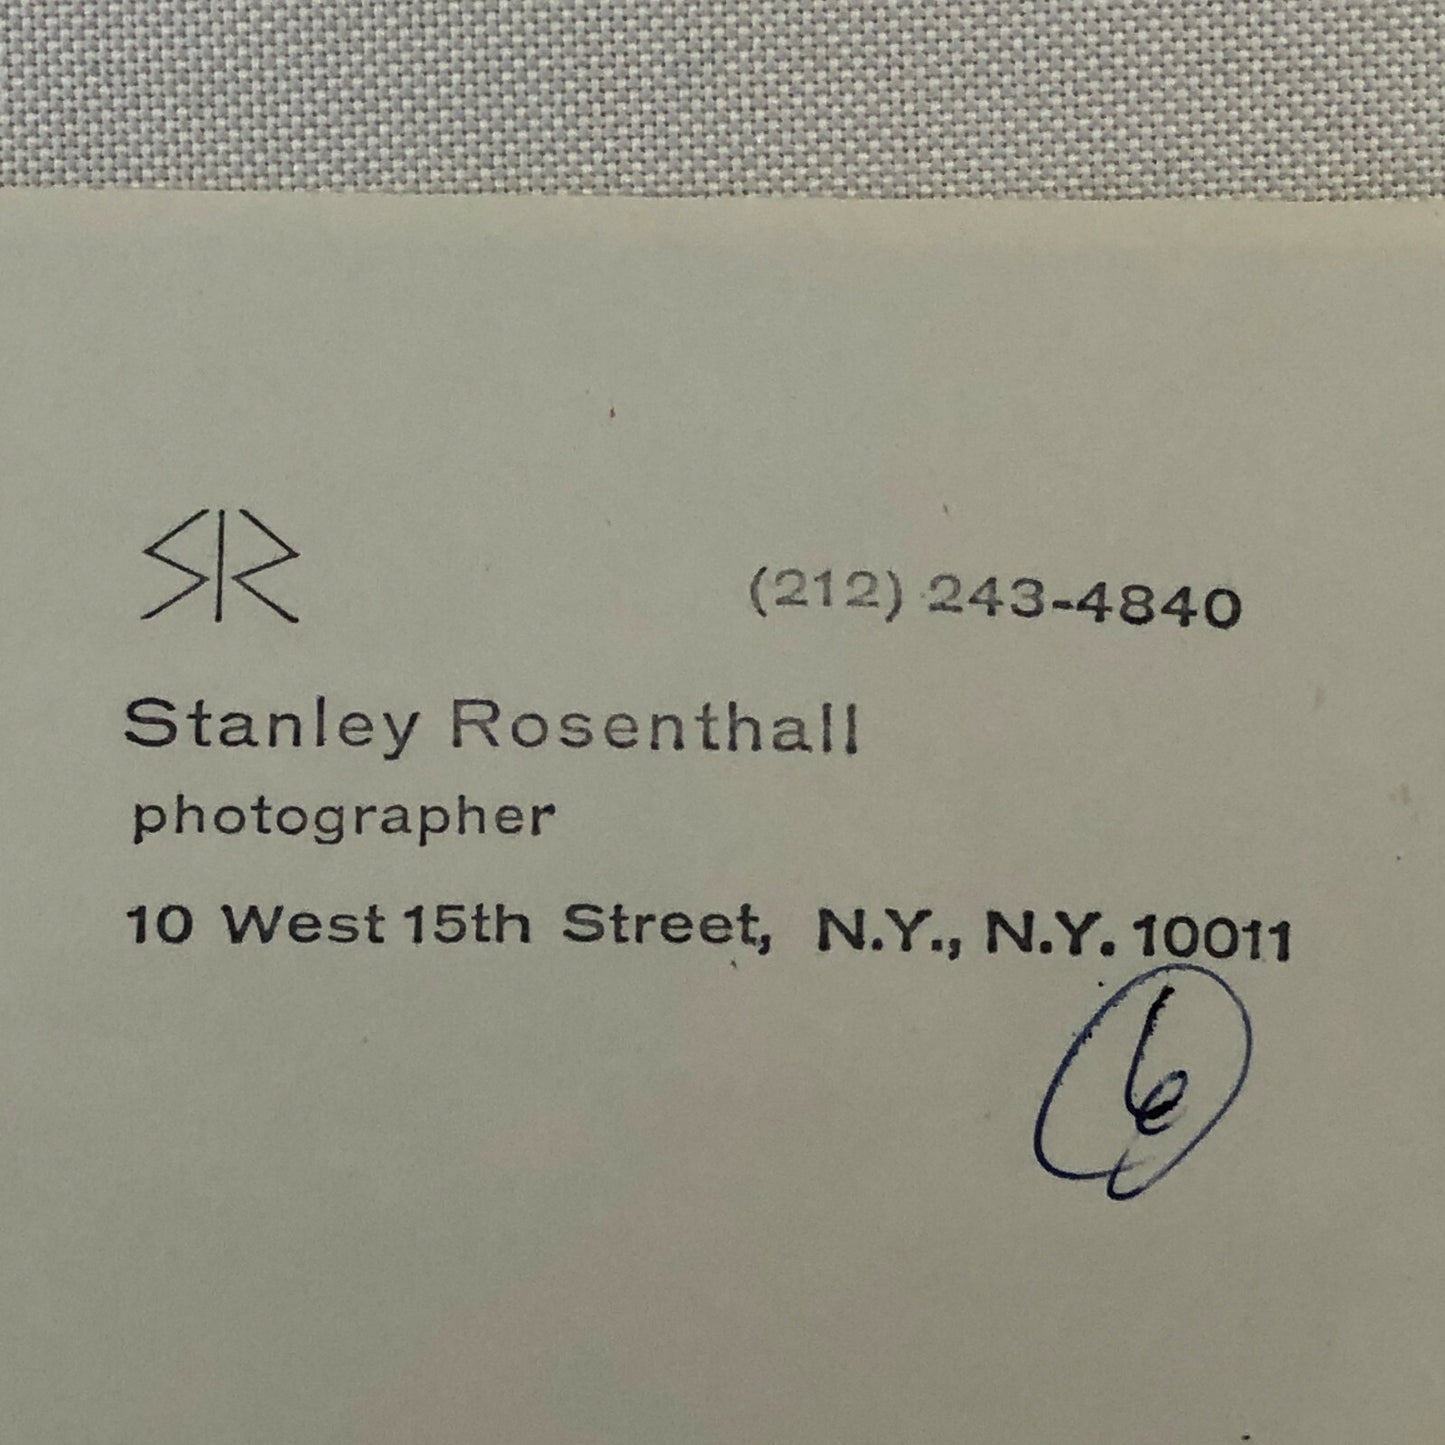 SR
(212) 243-4840
Stanley Rosenthall
photographer
10 West 15th Street, N.Y., N.Y. 10011
6